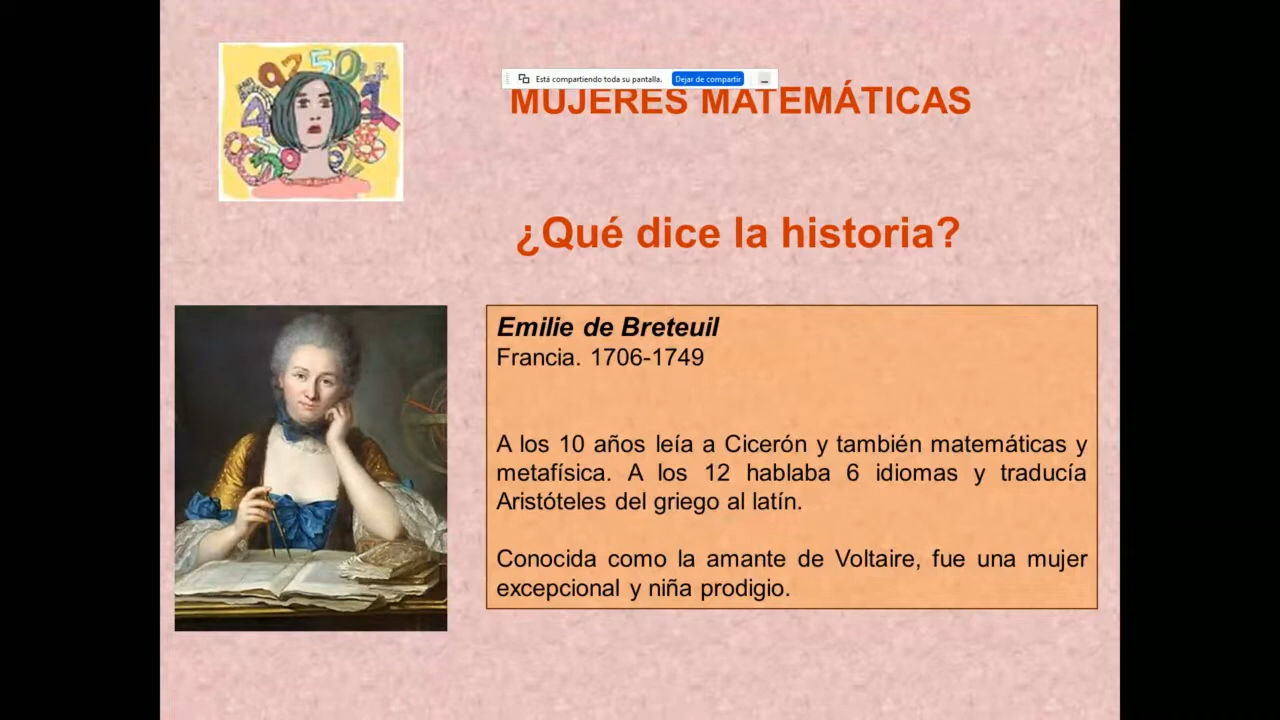 Está compartiendo toda su pantalla. Dejar de compartir
MUJERES MATEMÁTICAS
¿Qué dice la historia?
Emilie de Breteuil
Francia. 1706-1749
A los 10 años leía a Cicerón y también matemáticas y
metafísica. A los 12 hablaba 6 idiomas y traducía
Aristóteles del griego al latín.
Conocida como la amante de Voltaire, fue una mujer
excepcional y niña prodigio.